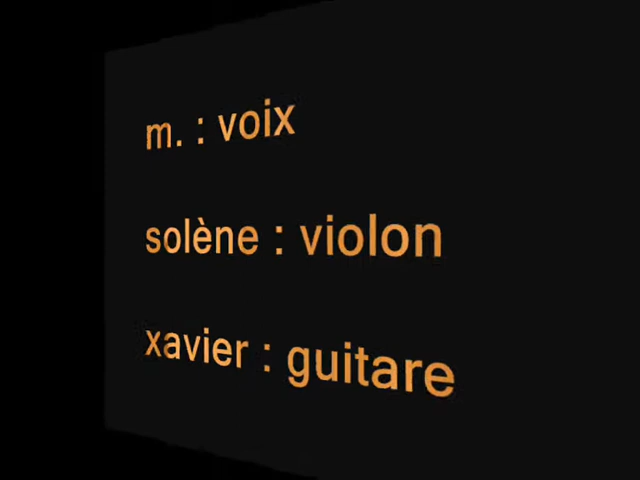 m. : voix
solène : violon
xavier : guitare